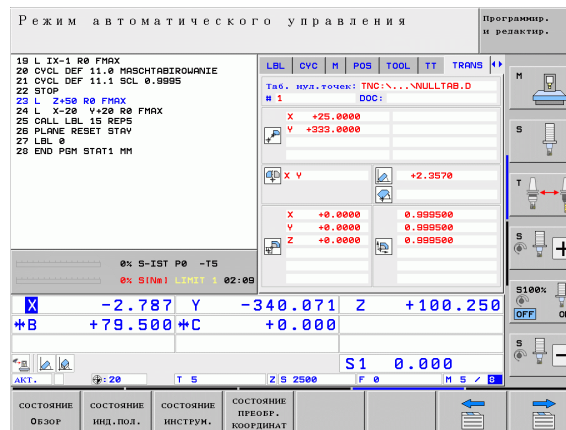 Режим автоматического управления
Программир. и редактир.
19 L IX-1 R0 FMAX
20 CYCL DEF 11.0 MASCHTABIROWANIE
21 CYCL DEF 11.1 SCL 0.9995
22 STOP
23 L Z+50 R0 FMAX
24 L X-20 Y+20 R0 FMAX
25 CALL LBL 15 REP5
26 PLANE RESET STAY
27 LBL 0
28 END PGM STAT1 MM
0% S-IST P0 -T5
0% S[Nm] LIMIT 1 02:09
LBL CYC M POS TOOL TT TRANS
Таб. нул.точек: TNC:\...\NULLTAB.D
# 1 DOC:
X +25.0000
Y +333.0000
X Y +2.3570
X +0.0000 0.999500
Y +0.0000 0.999500
Z +0.0000 0.999500
X -2.787 Y -340.071 Z +100.250
B +79.500 C +0.000
S1 0.000
АКТ. : 20 T 5 Z S 2500 F 0 M 5 / 8
M
S
T
S
S100%
OFF
S
СОСТОЯНИЕ ОБЗОР
СОСТОЯНИЕ ИНД.ПОЛ.
СОСТОЯНИЕ ИНСТРУМ.
СОСТОЯНИЕ ПРЕОБР. КООРДИНАТ